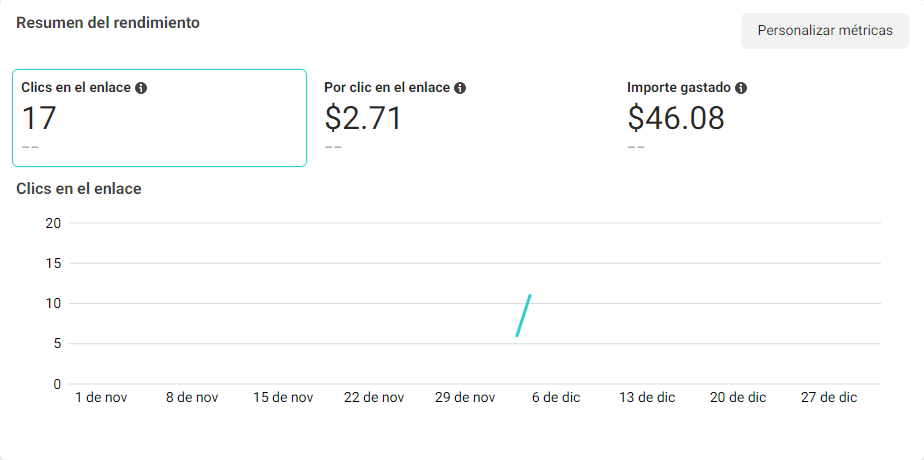 Resumen del rendimiento
Personalizar métricas
Clics en el enlace
Por clic en el enlace
Importe gastado
17
$2.71
$46.08
--
--
--
Clics en el enlace
20
15
10
5
0
1 de nov
8 de nov
15 de nov
22 de nov
29 de nov
6 de dic
13 de dic
20 de dic
27 de dic